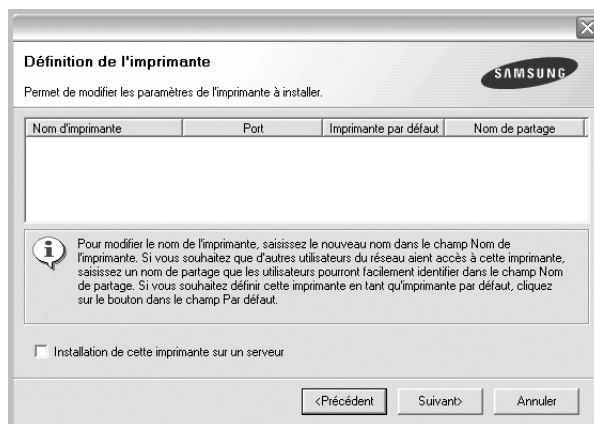 Définition de l'imprimante
SAMSUNG
Permet de modifier les paramètres de l'imprimante à installer.
Nom d'imprimante Port Imprimante par défaut Nom de partage
Pour modifier le nom de l'imprimante, saisissez le nouveau nom dans le champ Nom de
l'imprimante. Si vous souhaitez que d'autres utilisateurs du réseau aient accès à cette imprimante,
saisissez un nom de partage que les utilisateurs pourront facilement identifier dans le champ Nom
de partage. Si vous souhaitez définir cette imprimante en tant qu'imprimante par défaut, cliquez
sur le bouton dans le champ Par défaut.
Installation de cette imprimante sur un serveur
<Précédent Suivant> Annuler